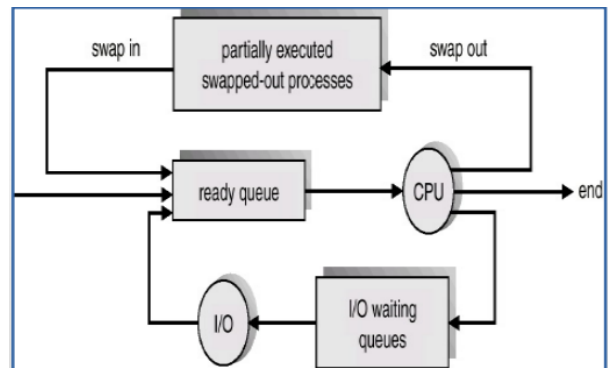 swap in
partially executed
swapped-out processes
swap out
ready queue
CPU
end
I/O
I/O waiting
queues